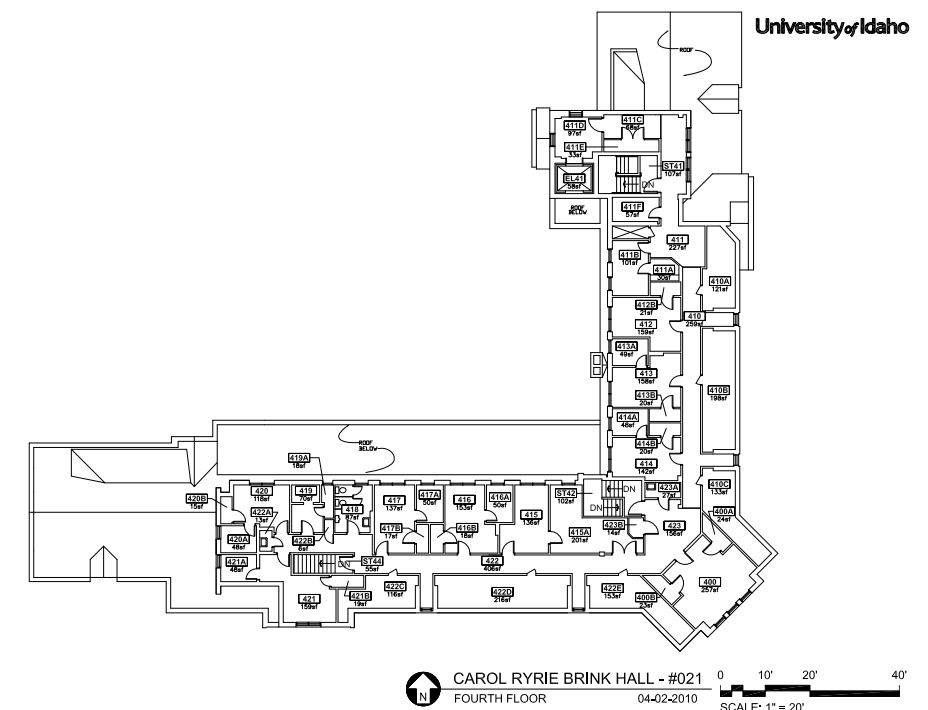 University of Idaho
ROOF
411D
97sf
411C
68sf
411E
33sf
ST41
107sf
EL41
58sf
DN
ROOF
BELOW
411F
57sf
411
227sf
411B
101sf
411A
30sf
410A
121sf
412B
21sf
412
159sf
410
259sf
413A
49sf
413
158sf
413B
20sf
410B
198sf
414A
48sf
414B
20sf
414
142sf
ROOF
BELOW
419A
18sf
420B
15sf
420
118sf
419
70sf
422A
13sf
418
87sf
417
137sf
417A
50sf
416
153sf
416A
50sf
415
136sf
ST42
102sf
DN
DN
423A
27sf
410C
133sf
400A
24sf
423
156sf
423B
14sf
415A
201sf
417B
17sf
416B
18sf
422B
6sf
420A
48sf
421A
48sf
DN
ST44
55sf
422
406sf
421
159sf
421B
19sf
422C
116sf
422D
216sf
422E
153sf
400B
23sf
400
257sf
N
CAROL RYRIE BRINK HALL - #021
FOURTH FLOOR 04-02-2010
0 10' 20' 40'
SCALE: 1" = 20'